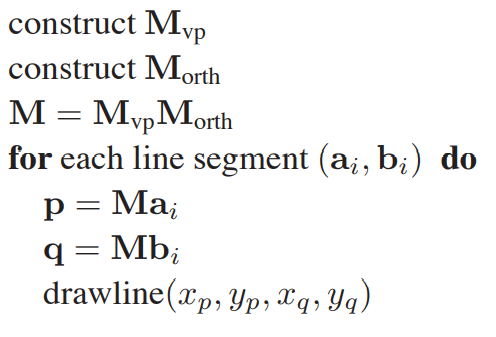 construct M_vp
construct M_orth
M = M_vp M_orth
for each line segment (a_i, b_i) do
p = Ma_i
q = Mb_i
drawline(x_p, y_p, x_q, y_q)